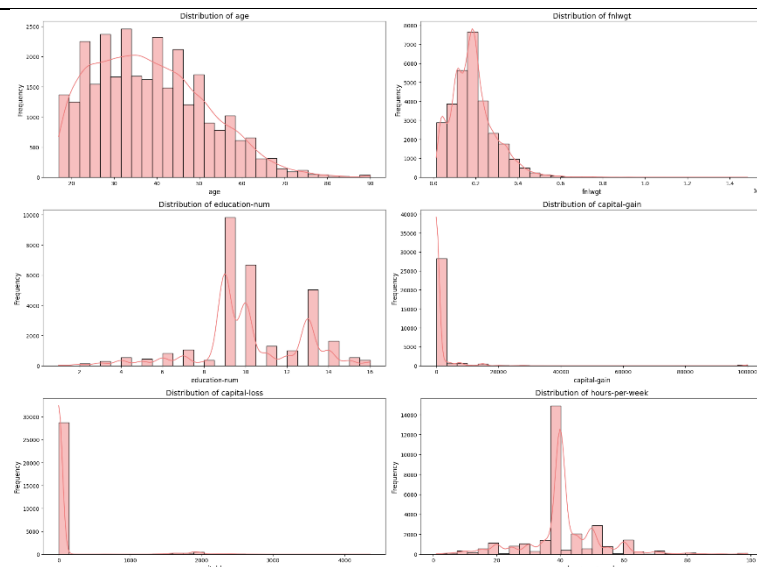 Distribution of age
2500
2000
1500
1000
500
0
Frequency
20 30 40 50 60 70 80 90
age
Distribution of fnlwgt
8000
7000
6000
5000
4000
3000
2000
1000
0
Frequency
0.0 0.2 0.4 0.6 0.8 1.0 1.2 1.4
fnlwgt
Distribution of education-num
10000
8000
6000
4000
2000
0
Frequency
2 4 6 8 10 12 14 16
education-num
Distribution of capital-gain
40000
35000
30000
25000
20000
15000
10000
5000
0
Frequency
0 20000 40000 60000 80000 100000
capital-gain
Distribution of capital-loss
30000
25000
20000
15000
10000
5000
0
Frequency
0 1000 2000 3000 4000
Distribution of hours-per-week
14000
12000
10000
8000
6000
4000
2000
0
Frequency
0 20 40 60 80 100